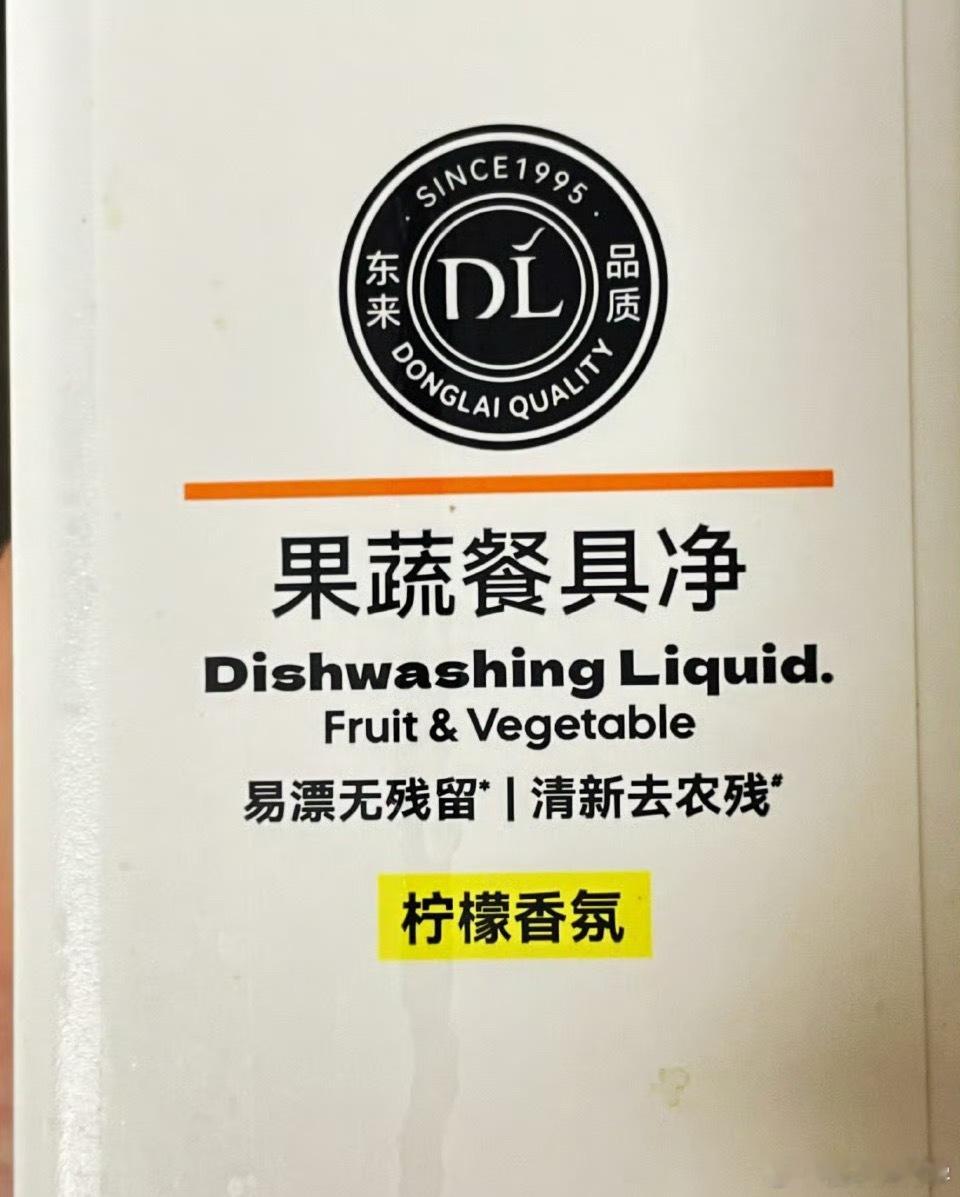 · SINCE1995 ·
东来
品质
DĹ
DONGLAI QUALITY
果蔬餐具净
Dishwashing Liquid.
Fruit & Vegetable
易漂无残留* | 清新去农残#
柠檬香氛